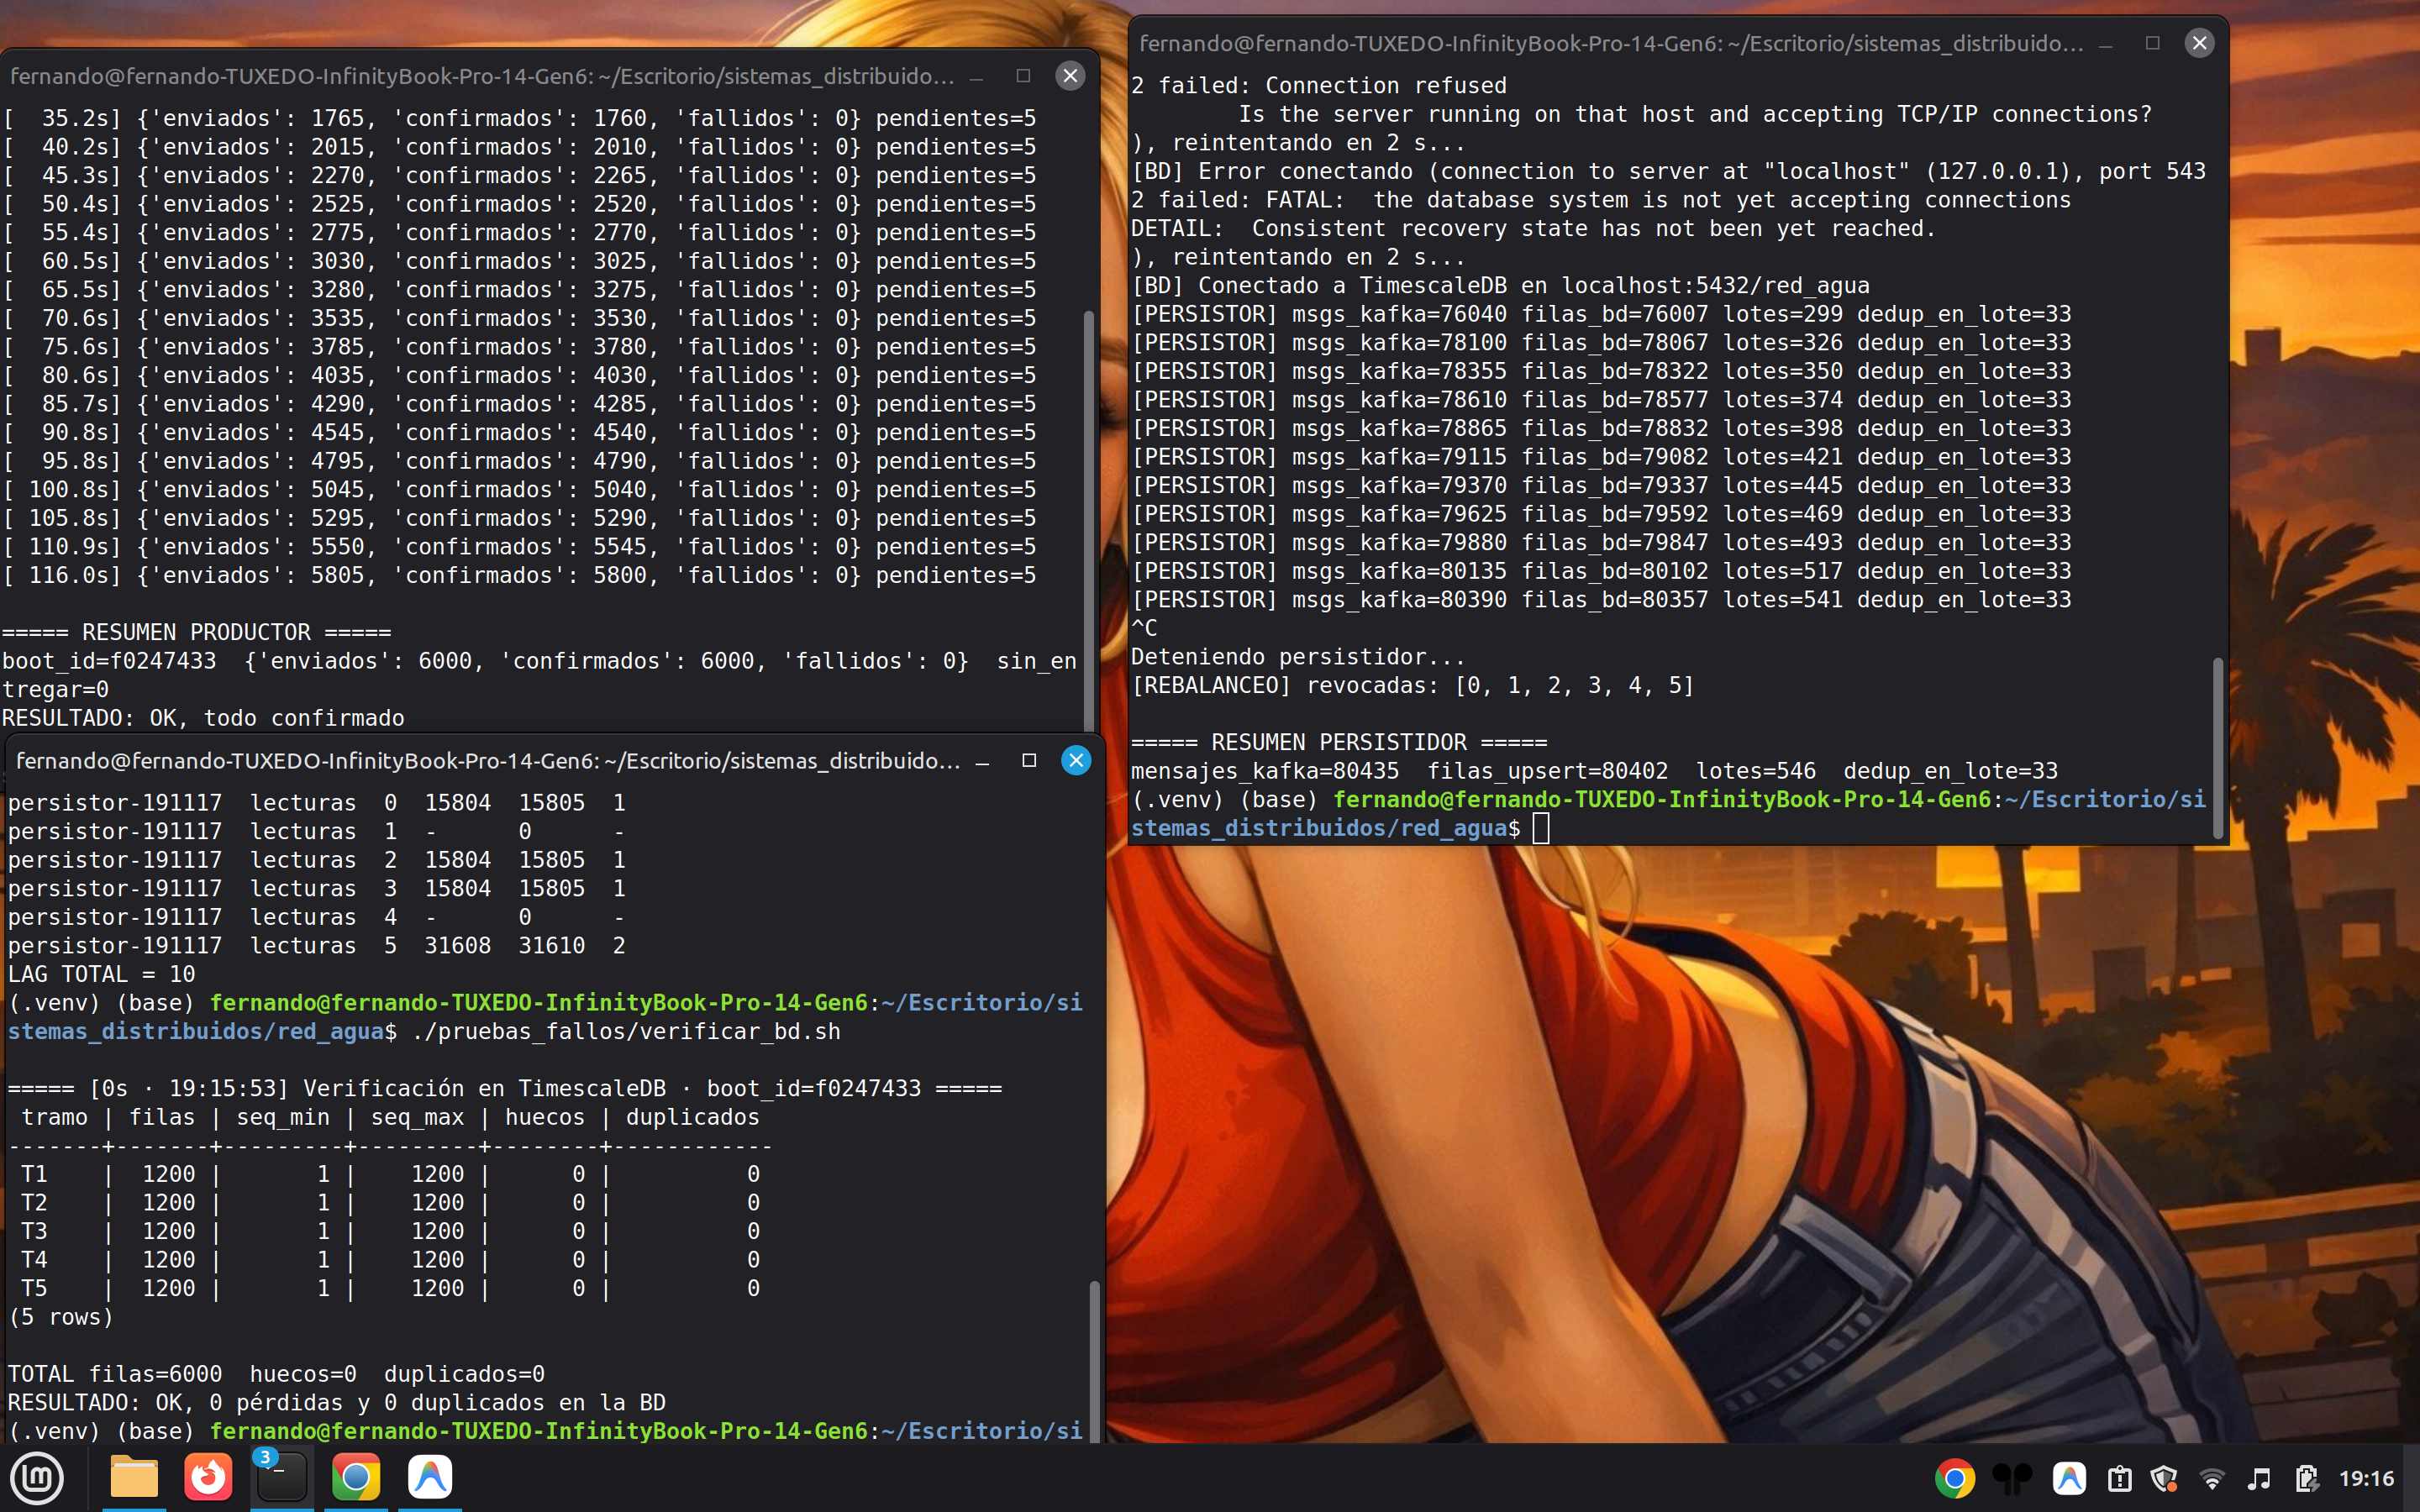 fernando@fernando-TUXEDO-InfinityBook-Pro-14-Gen6: ~/Escritorio/sistemas_distribuido...
[  35.2s] {'enviados': 1765, 'confirmados': 1760, 'fallidos': 0} pendientes=5
[  40.2s] {'enviados': 2015, 'confirmados': 2010, 'fallidos': 0} pendientes=5
[  45.3s] {'enviados': 2270, 'confirmados': 2265, 'fallidos': 0} pendientes=5
[  50.4s] {'enviados': 2525, 'confirmados': 2520, 'fallidos': 0} pendientes=5
[  55.4s] {'enviados': 2775, 'confirmados': 2770, 'fallidos': 0} pendientes=5
[  60.5s] {'enviados': 3030, 'confirmados': 3025, 'fallidos': 0} pendientes=5
[  65.5s] {'enviados': 3280, 'confirmados': 3275, 'fallidos': 0} pendientes=5
[  70.6s] {'enviados': 3535, 'confirmados': 3530, 'fallidos': 0} pendientes=5
[  75.6s] {'enviados': 3785, 'confirmados': 3780, 'fallidos': 0} pendientes=5
[  80.6s] {'enviados': 4035, 'confirmados': 4030, 'fallidos': 0} pendientes=5
[  85.7s] {'enviados': 4290, 'confirmados': 4285, 'fallidos': 0} pendientes=5
[  90.8s] {'enviados': 4545, 'confirmados': 4540, 'fallidos': 0} pendientes=5
[  95.8s] {'enviados': 4795, 'confirmados': 4790, 'fallidos': 0} pendientes=5
[ 100.8s] {'enviados': 5045, 'confirmados': 5040, 'fallidos': 0} pendientes=5
[ 105.8s] {'enviados': 5295, 'confirmados': 5290, 'fallidos': 0} pendientes=5
[ 110.9s] {'enviados': 5550, 'confirmados': 5545, 'fallidos': 0} pendientes=5
[ 116.0s] {'enviados': 5805, 'confirmados': 5800, 'fallidos': 0} pendientes=5
===== RESUMEN PRODUCTOR =====
boot_id=f0247433  {'enviados': 6000, 'confirmados': 6000, 'fallidos': 0}  sin_en
tregar=0
RESULTADO: OK, todo confirmado
fernando@fernando-TUXEDO-InfinityBook-Pro-14-Gen6: ~/Escritorio/sistemas_distribuido...
persistor-191117  lecturas  0  15804  15805  1
persistor-191117  lecturas  1  -      0      -
persistor-191117  lecturas  2  15804  15805  1
persistor-191117  lecturas  3  15804  15805  1
persistor-191117  lecturas  4  -      0      -
persistor-191117  lecturas  5  31608  31610  2
LAG TOTAL = 10
(.venv) (base) fernando@fernando-TUXEDO-InfinityBook-Pro-14-Gen6:~/Escritorio/si
stemas_distribuidos/red_agua$ ./pruebas_fallos/verificar_bd.sh
===== [0s · 19:15:53] Verificación en TimescaleDB · boot_id=f0247433 =====
 tramo | filas | seq_min | seq_max | huecos | duplicados
-------+-------+---------+---------+--------+------------
 T1    |  1200 |       1 |    1200 |      0 |          0
 T2    |  1200 |       1 |    1200 |      0 |          0
 T3    |  1200 |       1 |    1200 |      0 |          0
 T4    |  1200 |       1 |    1200 |      0 |          0
 T5    |  1200 |       1 |    1200 |      0 |          0
(5 rows)
TOTAL filas=6000  huecos=0  duplicados=0
RESULTADO: OK, 0 pérdidas y 0 duplicados en la BD
(.venv) (base) fernando@fernando-TUXEDO-InfinityBook-Pro-14-Gen6:~/Escritorio/si
fernando@fernando-TUXEDO-InfinityBook-Pro-14-Gen6: ~/Escritorio/sistemas_distribuido...
2 failed: Connection refused
        Is the server running on that host and accepting TCP/IP connections?
), reintentando en 2 s...
[BD] Error conectando (connection to server at "localhost" (127.0.0.1), port 543
2 failed: FATAL:  the database system is not yet accepting connections
DETAIL:  Consistent recovery state has not been yet reached.
), reintentando en 2 s...
[BD] Conectado a TimescaleDB en localhost:5432/red_agua
[PERSISTOR] msgs_kafka=76040 filas_bd=76007 lotes=299 dedup_en_lote=33
[PERSISTOR] msgs_kafka=78100 filas_bd=78067 lotes=326 dedup_en_lote=33
[PERSISTOR] msgs_kafka=78355 filas_bd=78322 lotes=350 dedup_en_lote=33
[PERSISTOR] msgs_kafka=78610 filas_bd=78577 lotes=374 dedup_en_lote=33
[PERSISTOR] msgs_kafka=78865 filas_bd=78832 lotes=398 dedup_en_lote=33
[PERSISTOR] msgs_kafka=79115 filas_bd=79082 lotes=421 dedup_en_lote=33
[PERSISTOR] msgs_kafka=79370 filas_bd=79337 lotes=445 dedup_en_lote=33
[PERSISTOR] msgs_kafka=79625 filas_bd=79592 lotes=469 dedup_en_lote=33
[PERSISTOR] msgs_kafka=79880 filas_bd=79847 lotes=493 dedup_en_lote=33
[PERSISTOR] msgs_kafka=80135 filas_bd=80102 lotes=517 dedup_en_lote=33
[PERSISTOR] msgs_kafka=80390 filas_bd=80357 lotes=541 dedup_en_lote=33
^C
Deteniendo persistidor...
[REBALANCEO] revocadas: [0, 1, 2, 3, 4, 5]
===== RESUMEN PERSISTIDOR =====
mensajes_kafka=80435  filas_upsert=80402  lotes=546  dedup_en_lote=33
(.venv) (base) fernando@fernando-TUXEDO-InfinityBook-Pro-14-Gen6:~/Escritorio/si
stemas_distribuidos/red_agua$
3
19:16